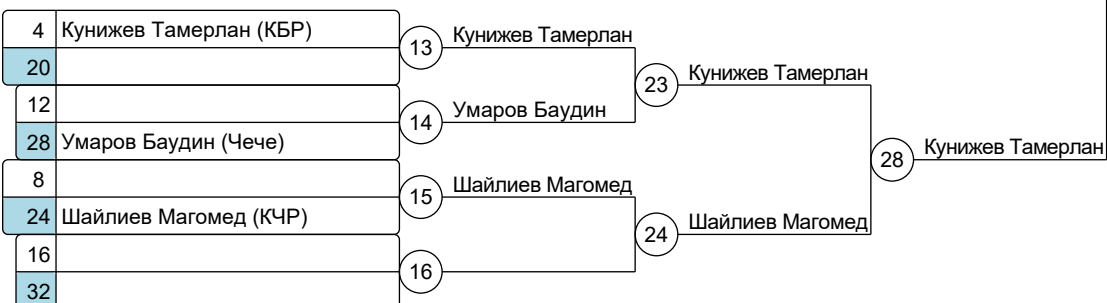 4 Кунижев Тамерлан (КБР)
20
12
28 Умаров Баудин (Чече)
8
24 Шайлиев Магомед (КЧР)
16
32
13 Кунижев Тамерлан
14 Умаров Баудин
15 Шайлиев Магомед
16
23 Кунижев Тамерлан
24 Шайлиев Магомед
28 Кунижев Тамерлан